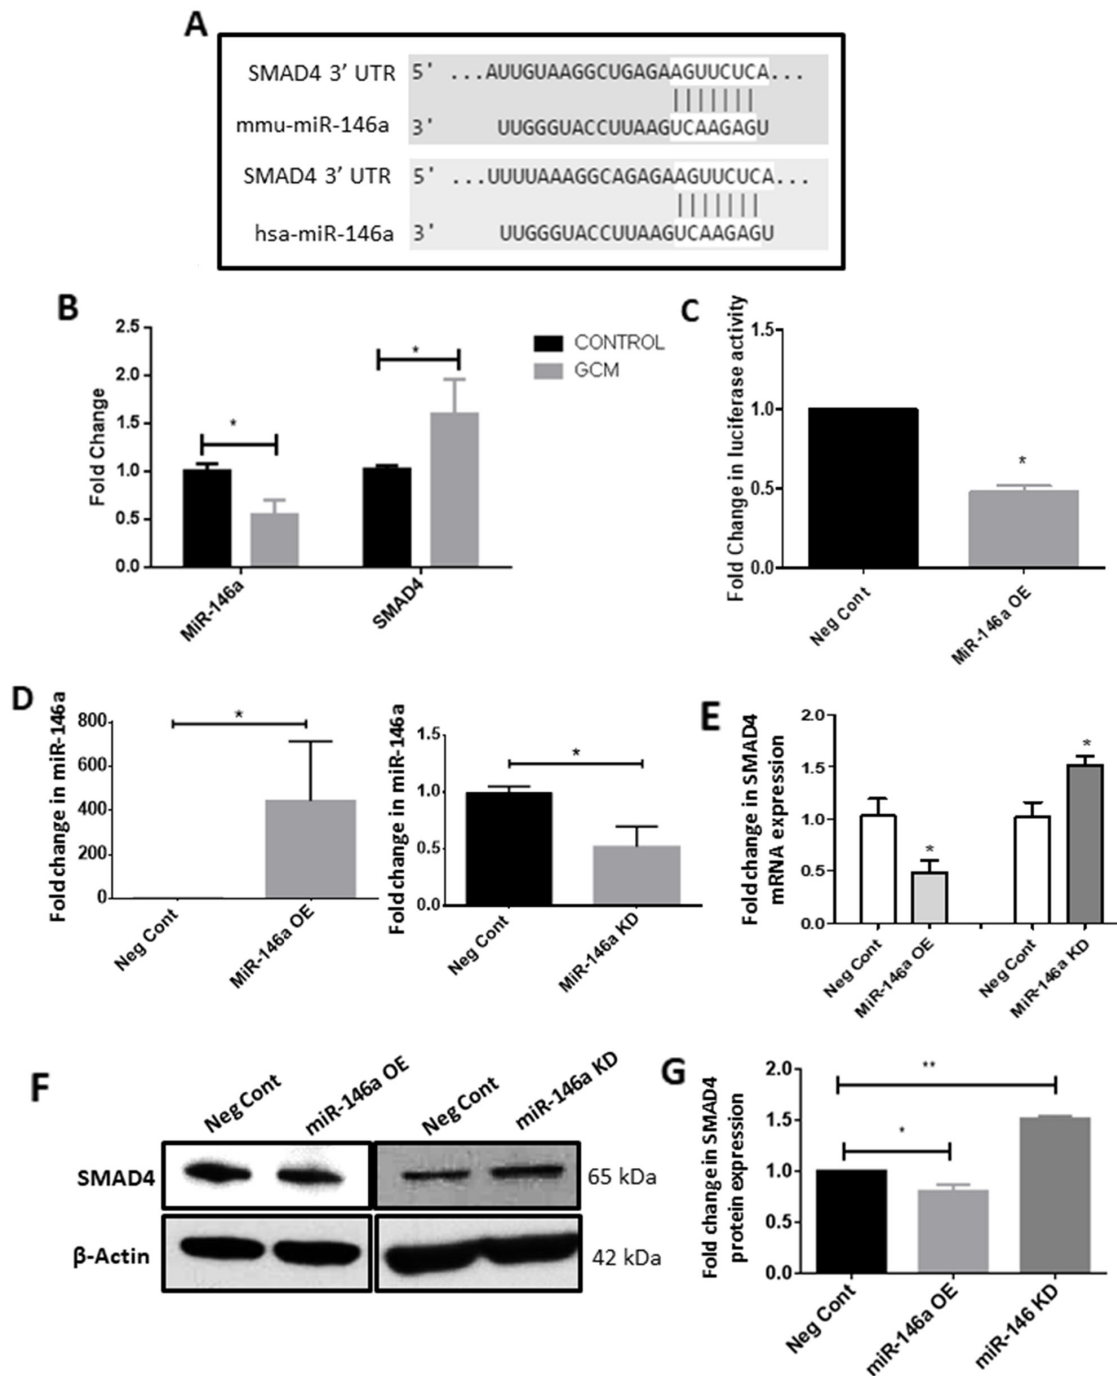 A
SMAD4 3' UTR 5' ...AUUGUAAGGCUGAGAAGUUCUCA...
mmu-miR-146a 3' UUGGGUACCUUAAGUCAAGAGU
SMAD4 3' UTR 5' ...UUUUAAAGGCAGAGAAGUUCUCA...
hsa-miR-146a 3' UUGGGUACCUUAAGUCAAGAGU
B
Fold Change
2.5
2.0
1.5
1.0
0.5
0.0
*
*
MiR-146a
SMAD4
CONTROL
GCM
C
Fold Change in luciferase activity
1.5
1.0
0.5
0.0
*
Neg Cont
MiR-146a OE
D
Fold change in miR-146a
800
600
400
200
0
*
Neg Cont
MiR-146a OE
Fold change in miR-146a
1.5
1.0
0.5
0.0
*
Neg Cont
MiR-146a KD
E
Fold change in SMAD4
mRNA expression
2.0
1.5
1.0
0.5
0.0
*
*
Neg Cont
MiR-146a OE
Neg Cont
MiR-146a KD
F
Neg Cont
miR-146a OE
Neg Cont
miR-146a KD
SMAD4
65 kDa
β-Actin
42 kDa
G
Fold change in SMAD4
protein expression
2.0
1.5
1.0
0.5
0.0
**
*
Neg Cont
miR-146a OE
miR-146 KD